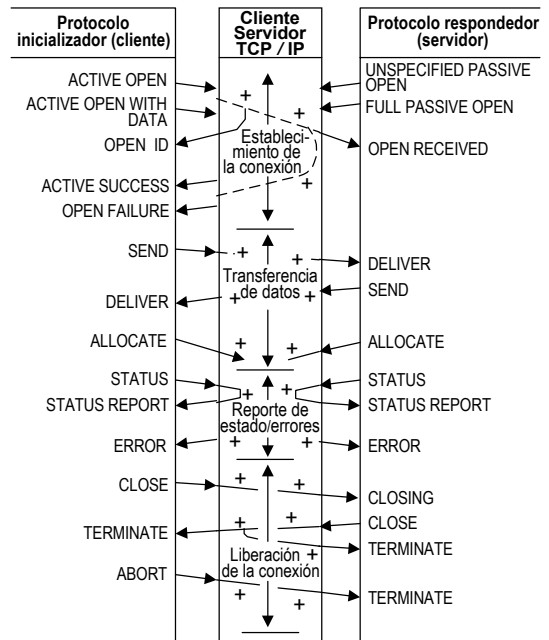 Protocolo
inicializador (cliente)
Cliente
Servidor
TCP / IP
Protocolo respondedor
(servidor)
ACTIVE OPEN
UNSPECIFIED PASSIVE
OPEN
ACTIVE OPEN WITH
DATA
FULL PASSIVE OPEN
OPEN ID
Estableci-
miento de
la conexión
OPEN RECEIVED
ACTIVE SUCCESS
OPEN FAILURE
SEND
DELIVER
Transferencia
de datos
SEND
DELIVER
ALLOCATE
ALLOCATE
STATUS
STATUS
STATUS REPORT
Reporte de
estado/errores
STATUS REPORT
ERROR
ERROR
CLOSE
CLOSING
CLOSE
TERMINATE
TERMINATE
Liberación
de la conexión
ABORT
TERMINATE